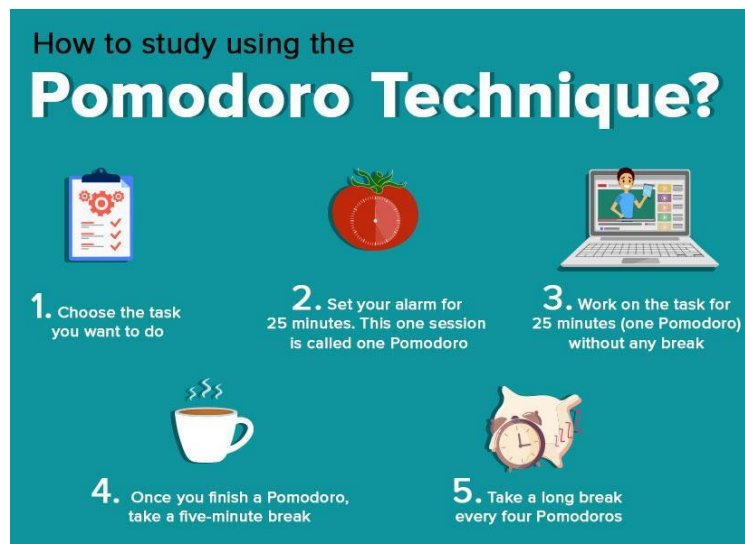 How to study using the
Pomodoro Technique?
1. Choose the task
you want to do
2. Set your alarm for
25 minutes. This one session
is called one Pomodoro
3. Work on the task for
25 minutes (one Pomodoro)
without any break
4. Once you finish a Pomodoro,
take a five-minute break
5. Take a long break
every four Pomodoros
zzzz